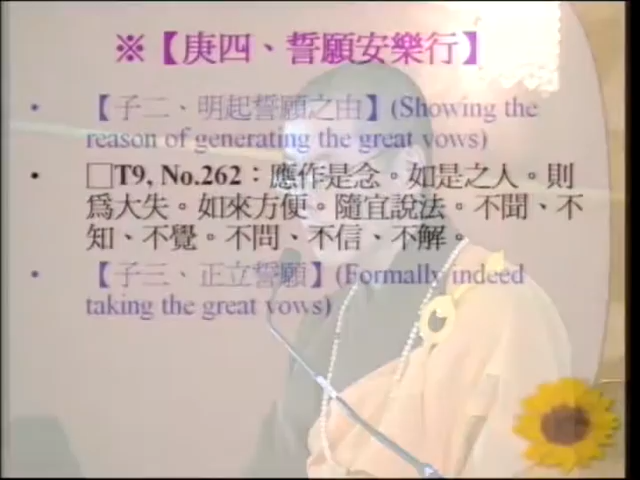 ※【庚四、誓願安樂行】
• 【子二、明起誓願之由】(Showing the
reason of generating the great vows)
• □T9, No.262：應作是念。如是之人。則
為大失。如來方便。隨宜說法。不聞、不
知、不覺。不問、不信、不解。
• 【子三、正立誓願】(Formally indeed
taking the great vows)